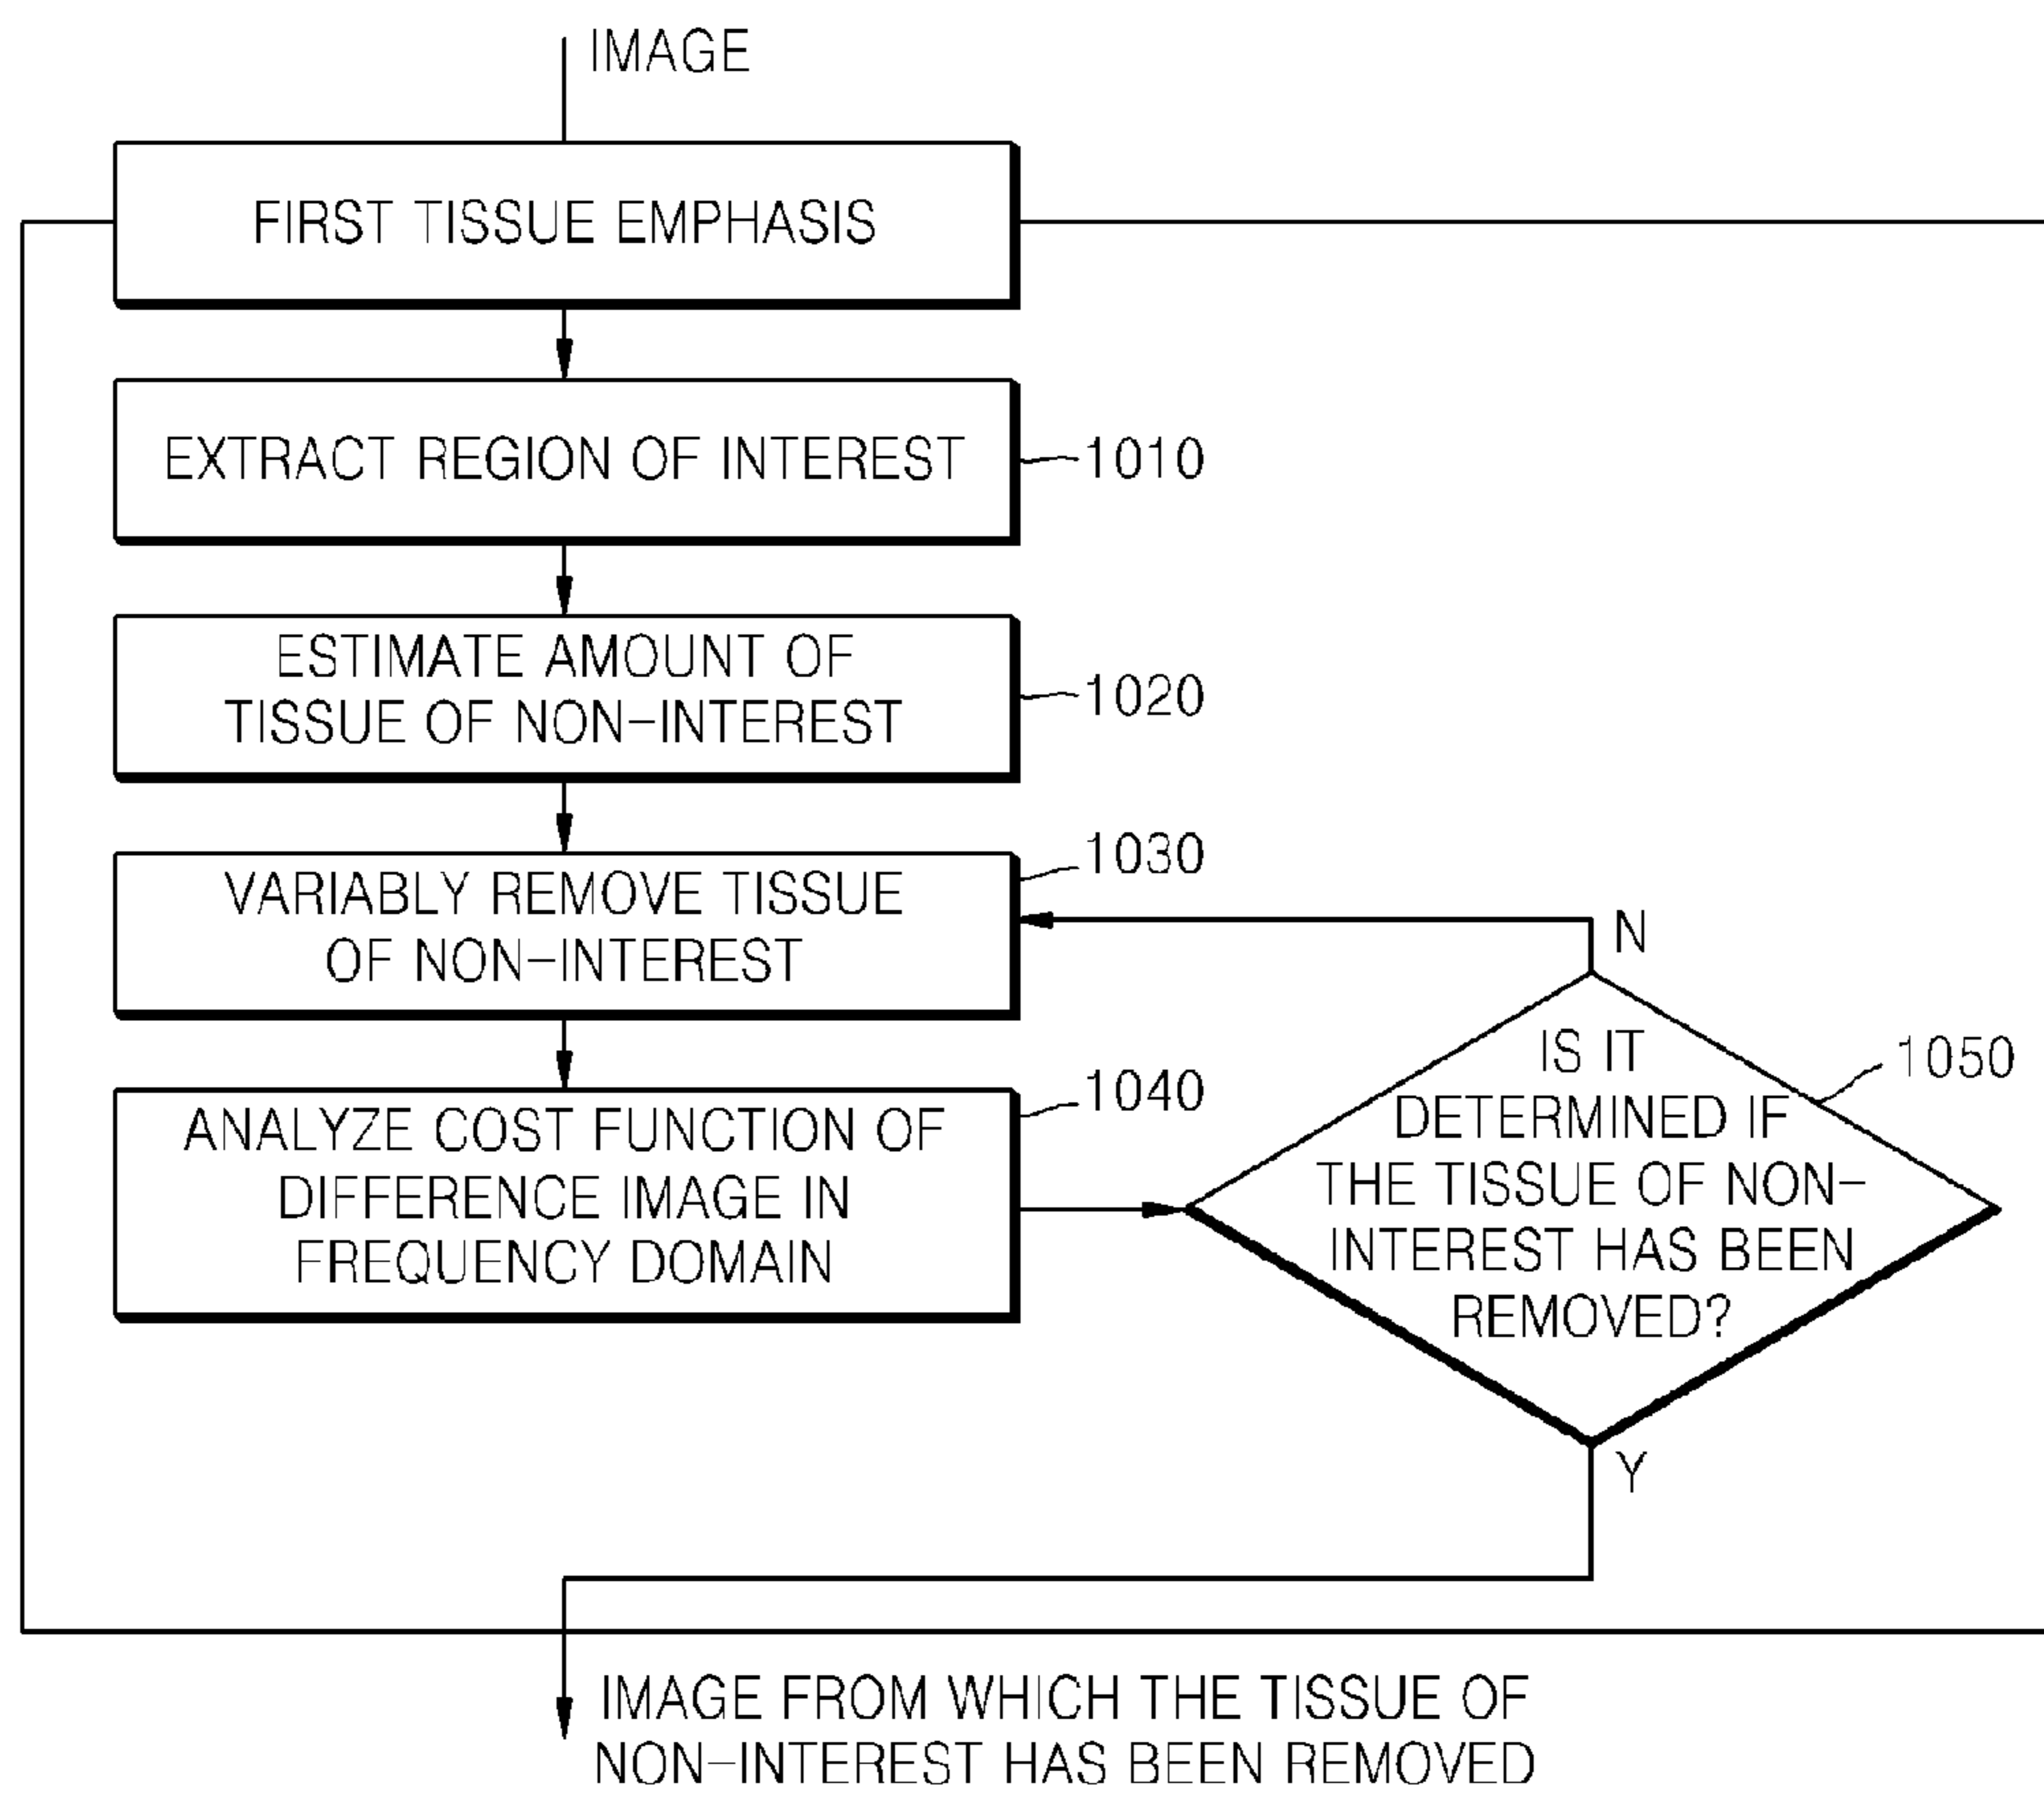 IMAGE
FIRST TISSUE EMPHASIS
EXTRACT REGION OF INTEREST
1010
ESTIMATE AMOUNT OF
TISSUE OF NON-INTEREST
1020
VARIABLY REMOVE TISSUE
OF NON-INTEREST
1030
ANALYZE COST FUNCTION OF
DIFFERENCE IMAGE IN
FREQUENCY DOMAIN
1040
N
IS IT
DETERMINED IF
THE TISSUE OF NON-
INTEREST HAS BEEN
REMOVED?
1050
Y
IMAGE FROM WHICH THE TISSUE OF
NON-INTEREST HAS BEEN REMOVED